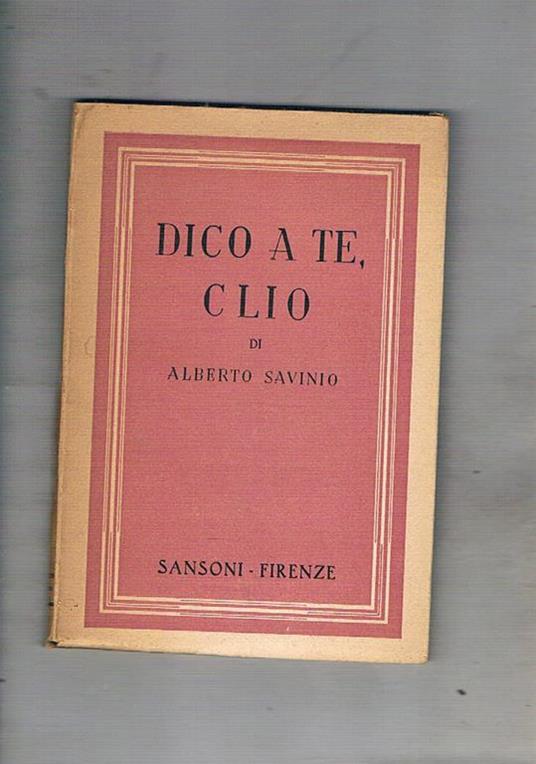 DICO A TE,
CLIO
DI
ALBERTO SAVINIO
SANSONI - FIRENZE